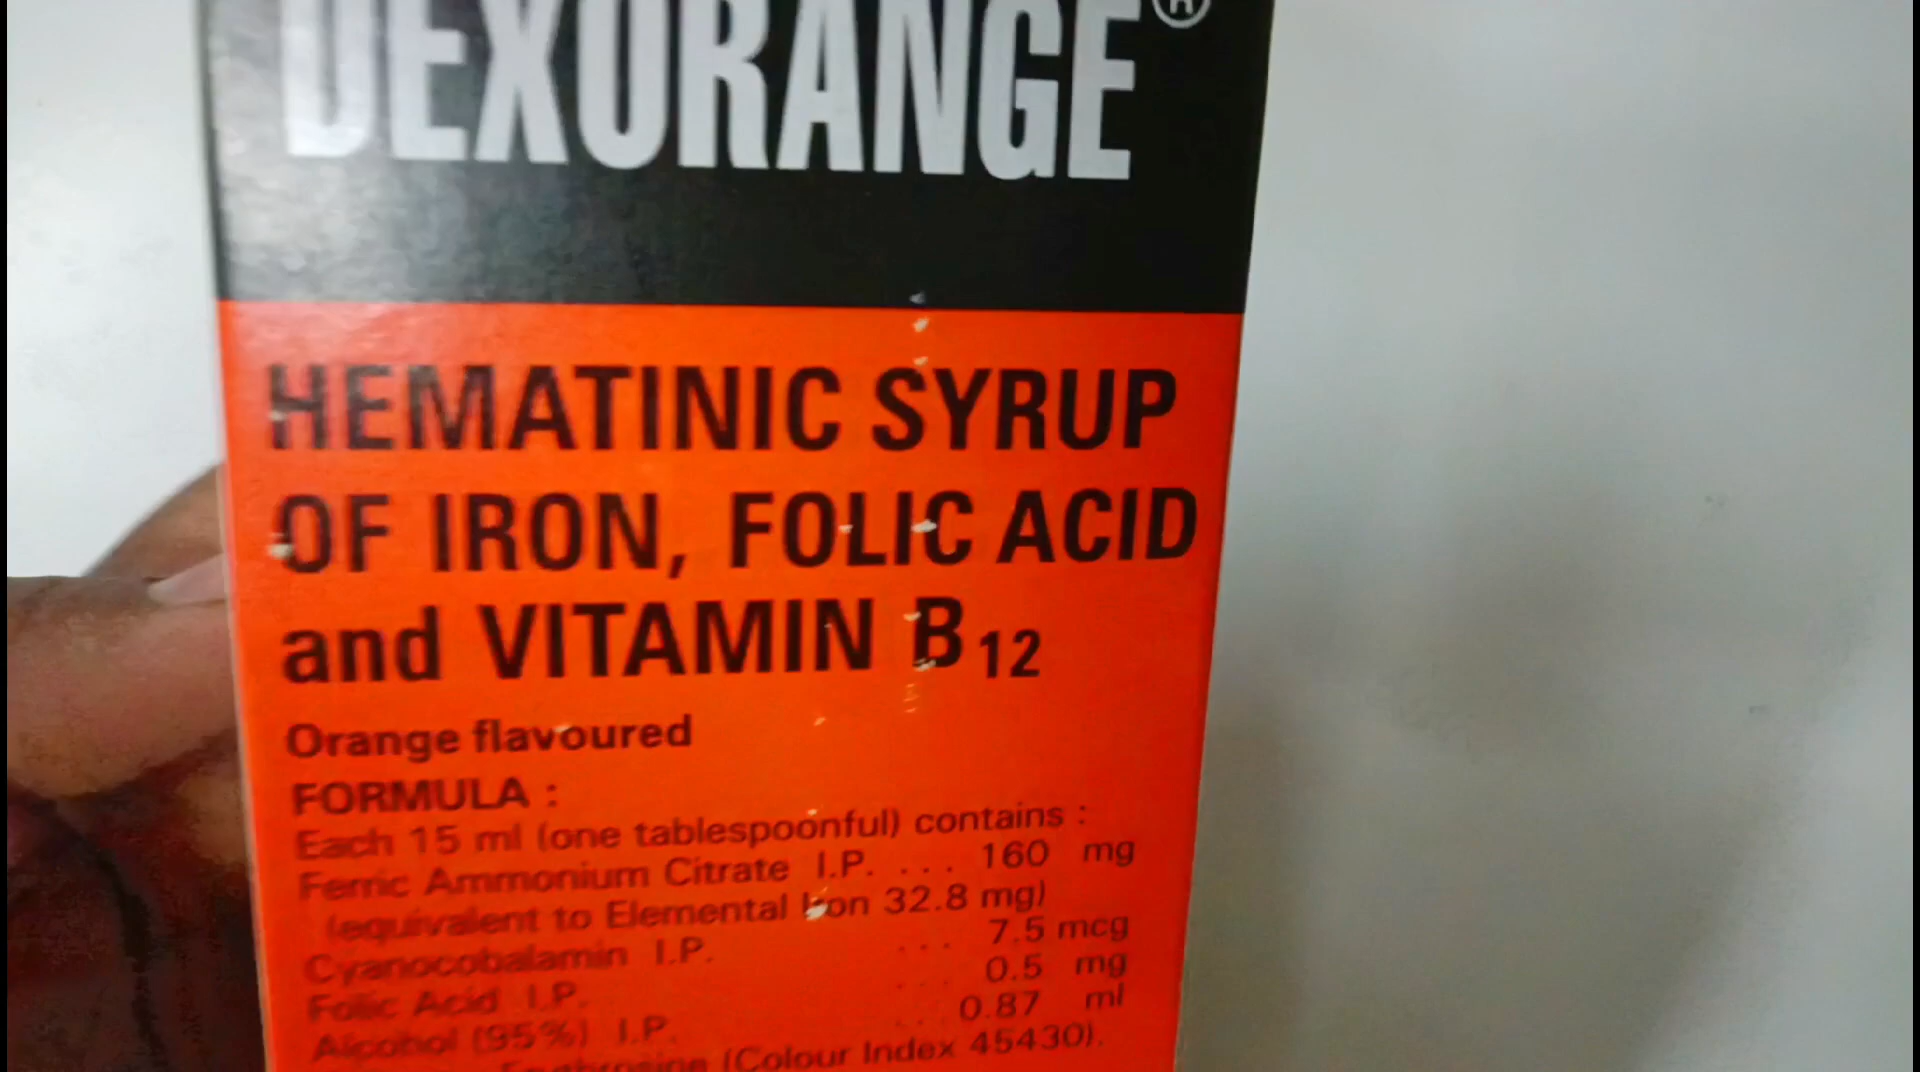 DEXORANGE®
HEMATINIC SYRUP
OF IRON, FOLIC ACID
and VITAMIN B12
Orange flavoured
FORMULA :
Each 15 ml (one tablespoonful) contains :
Ferric Ammonium Citrate I.P. ... 160 mg
(equivalent to Elemental Iron 32.8 mg)
Cyanocobalamin I.P. ... 7.5 mcg
Folic Acid I.P. ... 0.5 mg
Alcohol (95%) I.P. ... 0.87 ml
Erythrosine (Colour Index 45430).